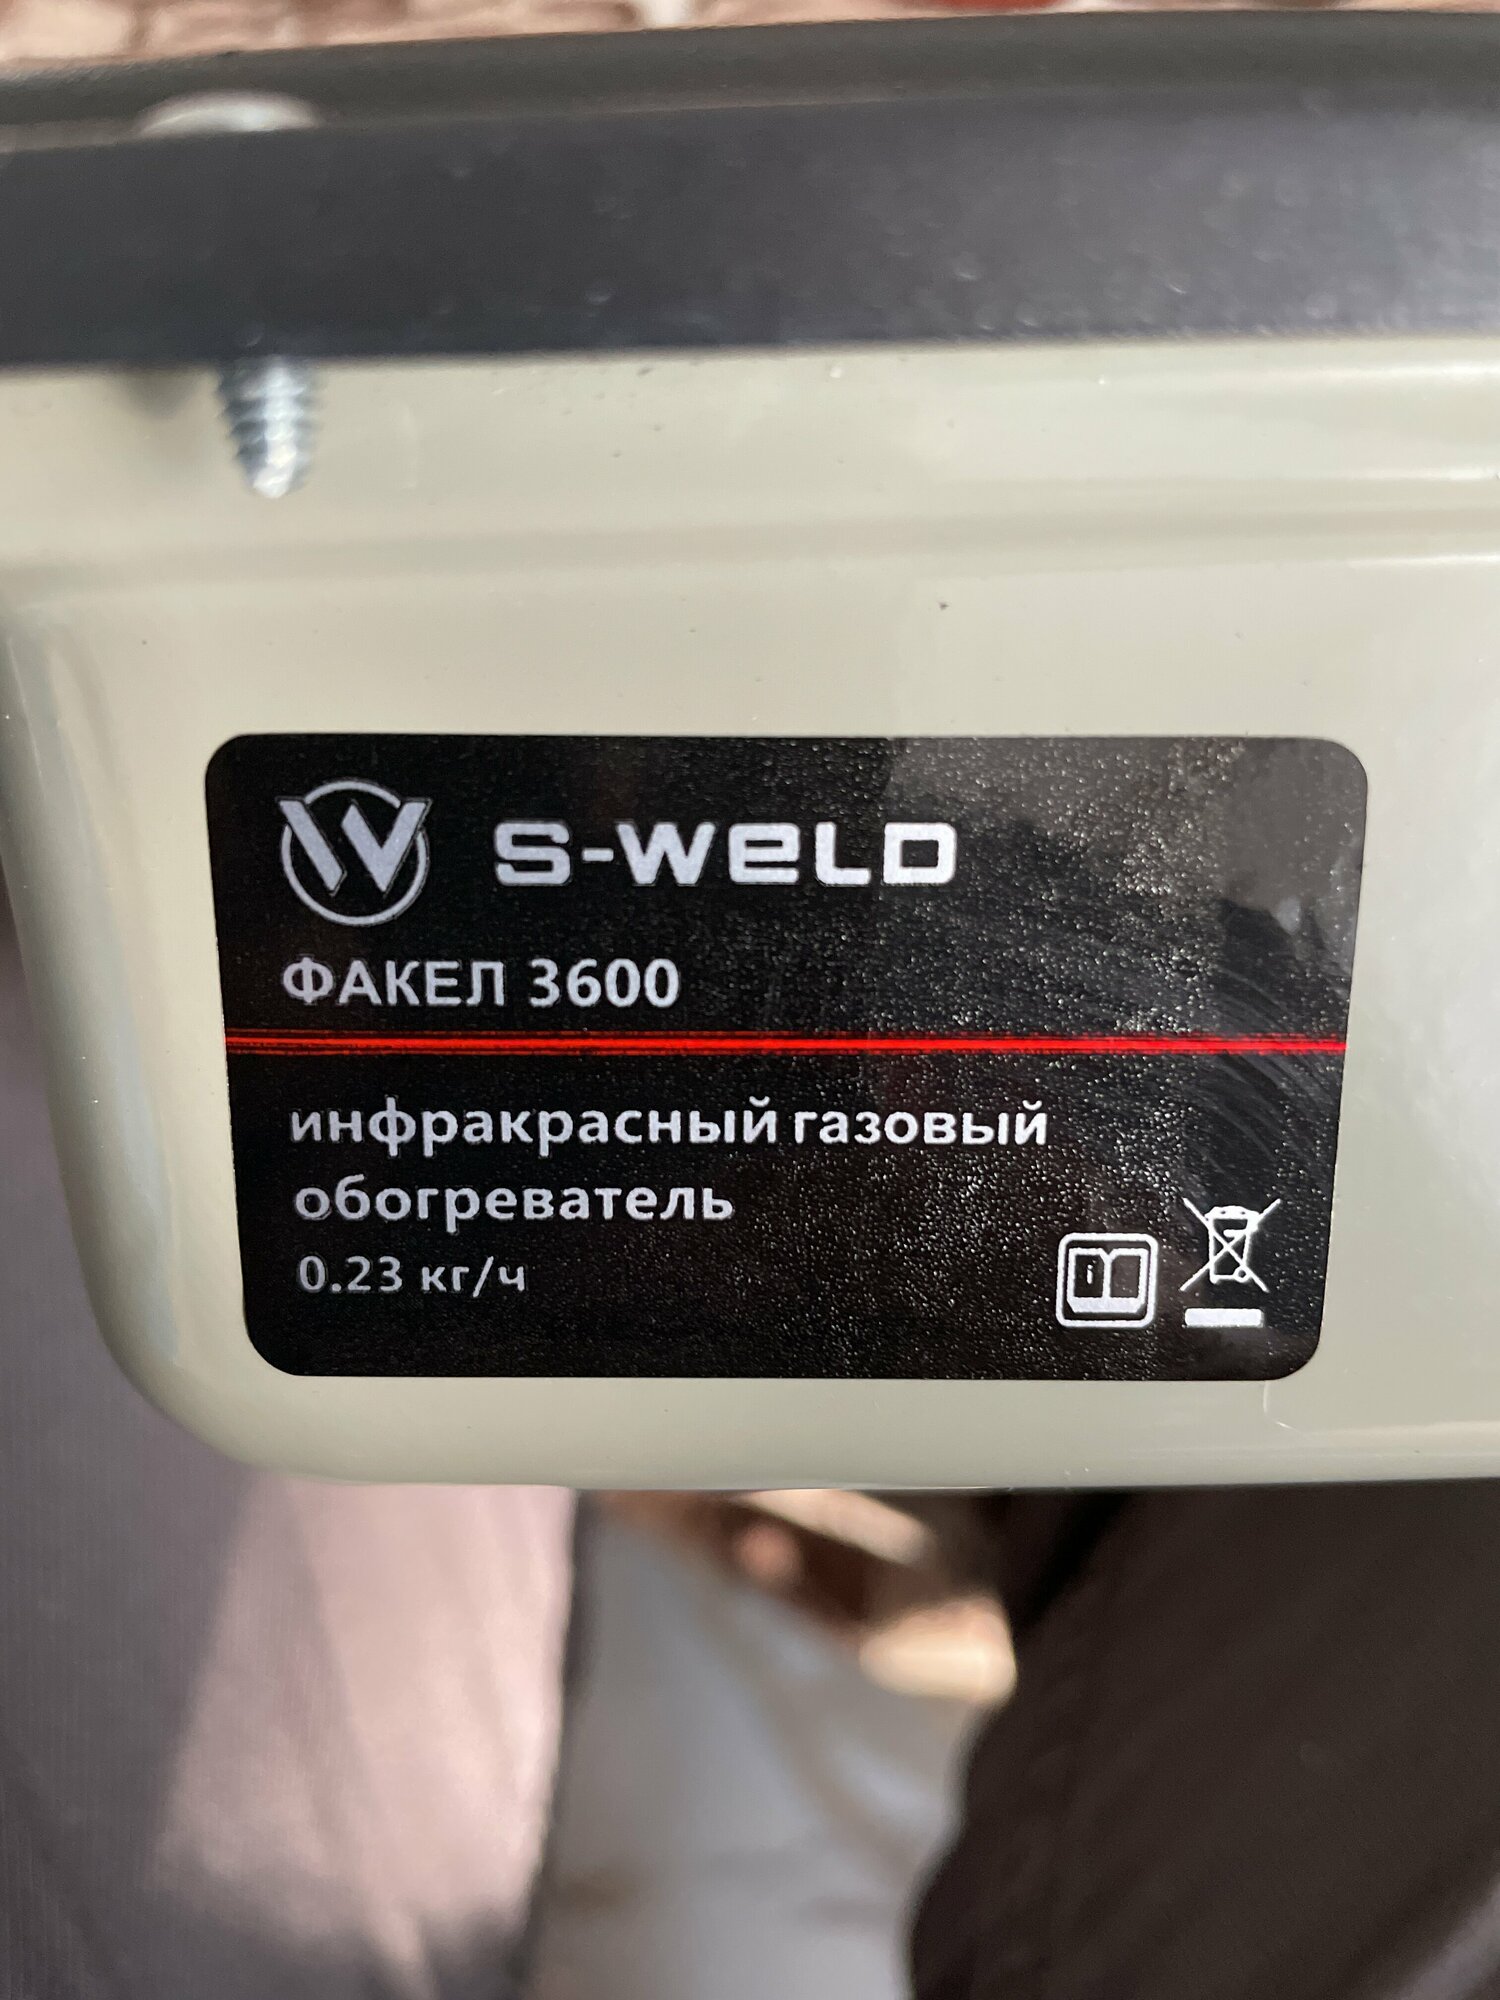 S-WELD
ФАКЕЛ 3600
инфракрасный газовый
обогреватель
0.23 кг/ч